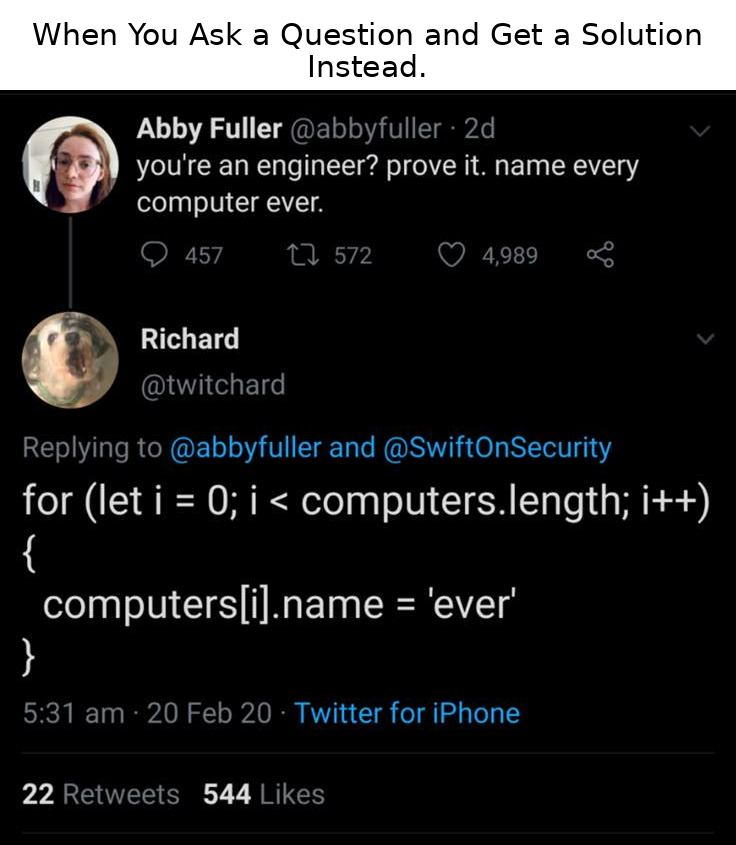 When You Ask a Question and Get a Solution
Instead.
Abby Fuller @abbyfuller · 2d
you're an engineer? prove it. name every
computer ever.
457 572 4,989
Richard
@twitchard
Replying to @abbyfuller and @SwiftOnSecurity
for (let i = 0; i < computers.length; i++)
{
computers[i].name = 'ever'
}
5:31 am · 20 Feb 20 · Twitter for iPhone
22 Retweets 544 Likes